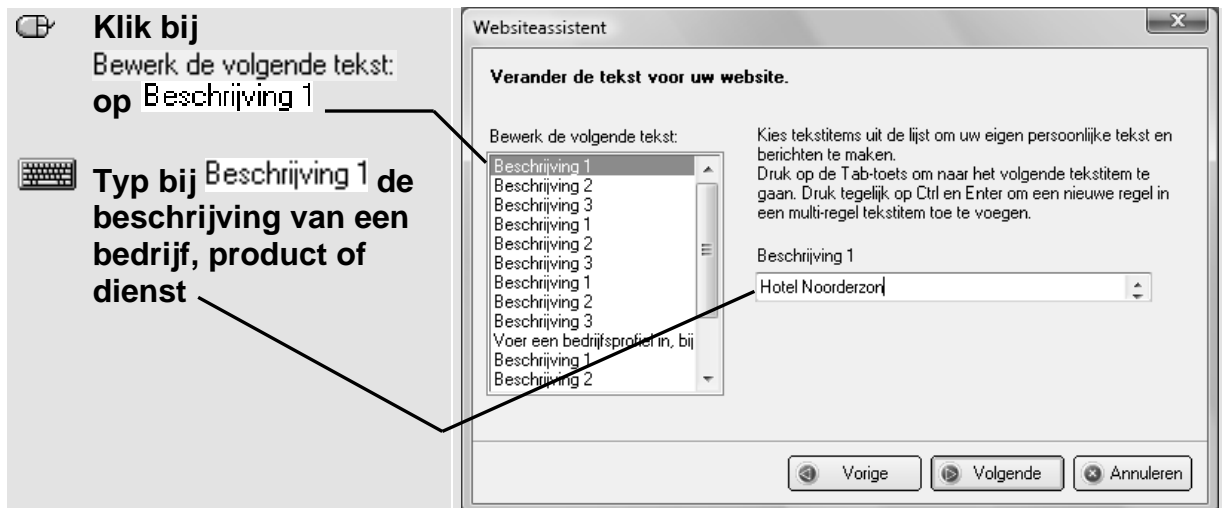 Klik bij
Bewerk de volgende tekst:
op Beschrijving 1
Typ bij Beschrijving 1 de
beschrijving van een
bedrijf, product of
dienst
Websiteassistent
Verander de tekst voor uw website.
Bewerk de volgende tekst:
Beschrijving 1
Beschrijving 2
Beschrijving 3
Beschrijving 1
Beschrijving 2
Beschrijving 3
Beschrijving 1
Beschrijving 2
Beschrijving 3
Voer een bedrijfsprofiel in, bij
Beschrijving 1
Beschrijving 2
Kies tekstitems uit de lijst om uw eigen persoonlijke tekst en
berichten te maken.
Druk op de Tab-toets om naar het volgende tekstitem te
gaan. Druk tegelijk op Ctrl en Enter om een nieuwe regel in
een multi-regel tekstitem toe te voegen.
Beschrijving 1
Hotel Noorderzon
Vorige
Volgende
Annuleren